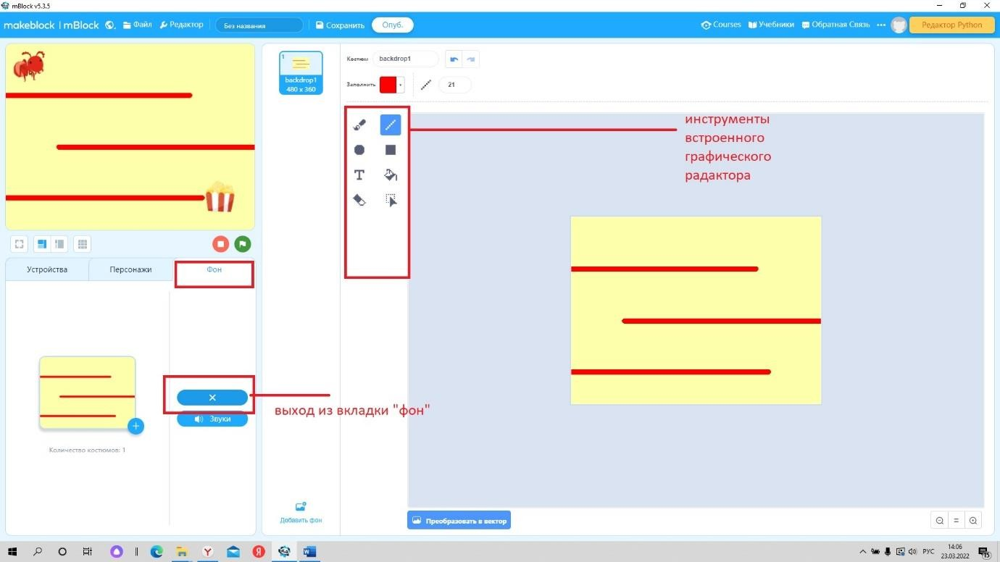 mBlock v5.3.5
makeblock | mBlock Файл Редактор Без названия Сохранить Опуб. Courses Учебники Обратная Связь Редактор Python
1
backdrop1
480 x 360
Костюм backdrop1
Заполнить 21
инструменты
встроенного
графического
радактора
Устройства Персонажи Фон
выход из вкладки "фон"
Звуки
Количество костюмов: 1
Добавить фон
Преобразовать в вектор
РУС 14:06
23.03.2022
15